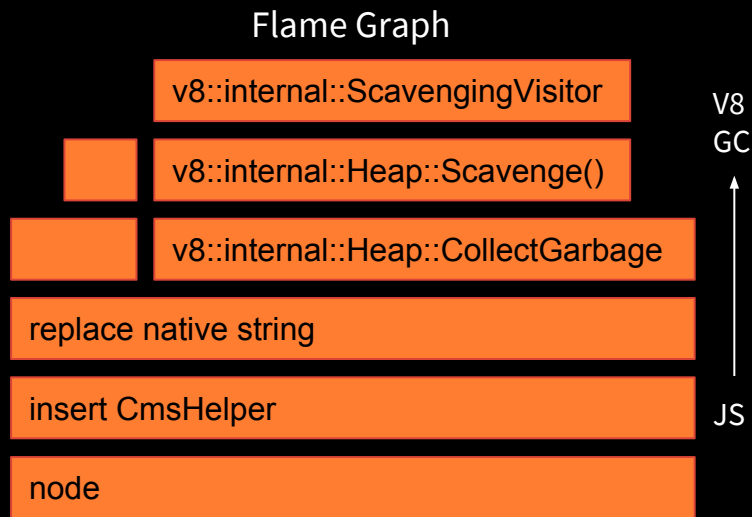 Flame Graph
v8::internal::ScavengingVisitor
v8::internal::Heap::Scavenge()
v8::internal::Heap::CollectGarbage
replace native string
insert CmsHelper
node
V8
GC
JS